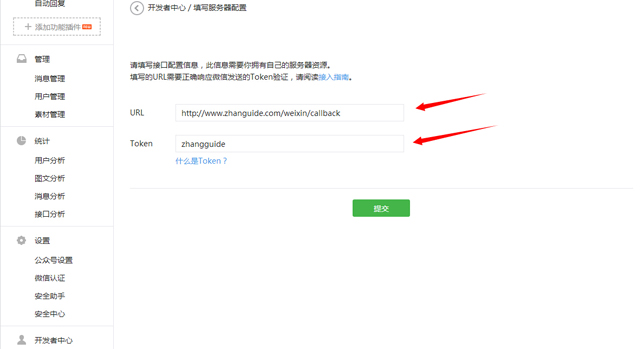 自动回复
开发者中心 / 填写服务器配置
+ 添加功能插件
管理
消息管理
用户管理
素材管理
统计
用户分析
图文分析
消息分析
接口分析
设置
公众号设置
微信认证
安全助手
安全中心
开发者中心
请填写接口配置信息，此信息需要你拥有自己的服务器资源。
填写的URL需要正确响应微信发送的Token验证，请阅读接入指南。
URL
http://www.zhanguide.com/weixin/callback
Token
zhangguide
什么是Token？
提交